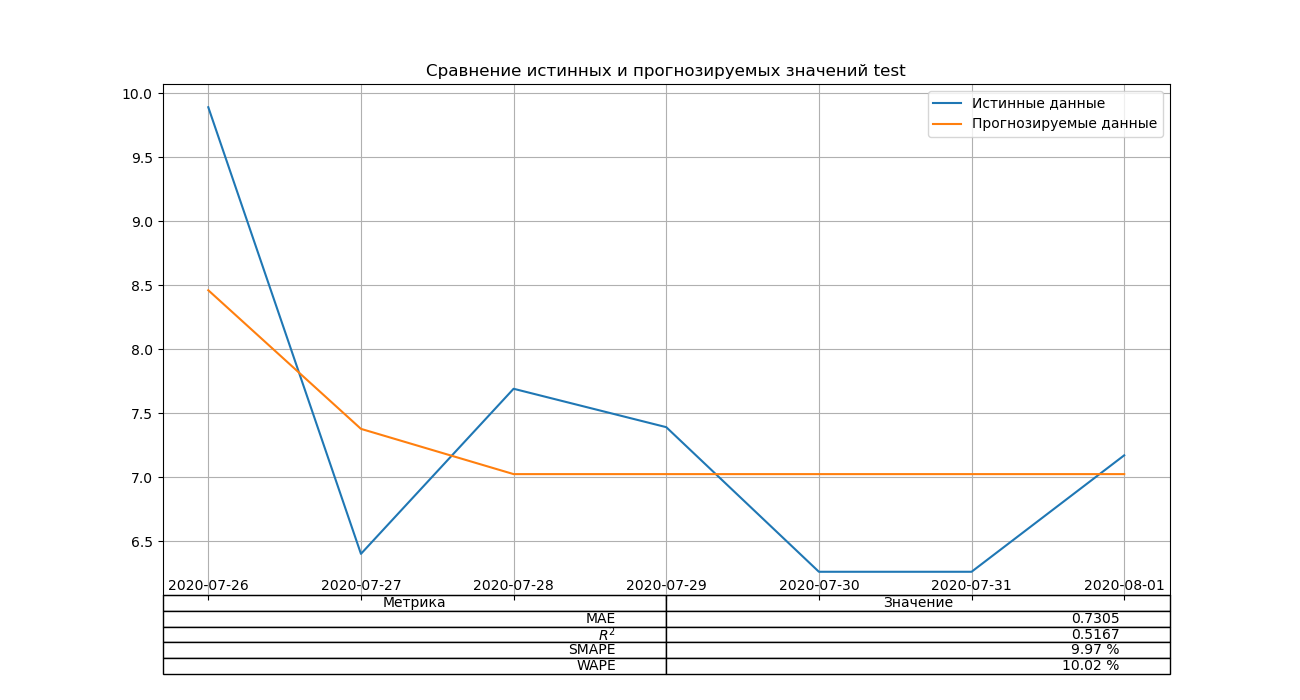 Сравнение истинных и прогнозируемых значений test
Истинные данные
Прогнозируемые данные
10.0
9.5
9.0
8.5
8.0
7.5
7.0
6.5
2020-07-26 2020-07-27 2020-07-28 2020-07-29 2020-07-30 2020-07-31 2020-08-01
Метрика Значение
MAE 0.7305
R² 0.5167
SMAPE 9.97 %
WAPE 10.02 %